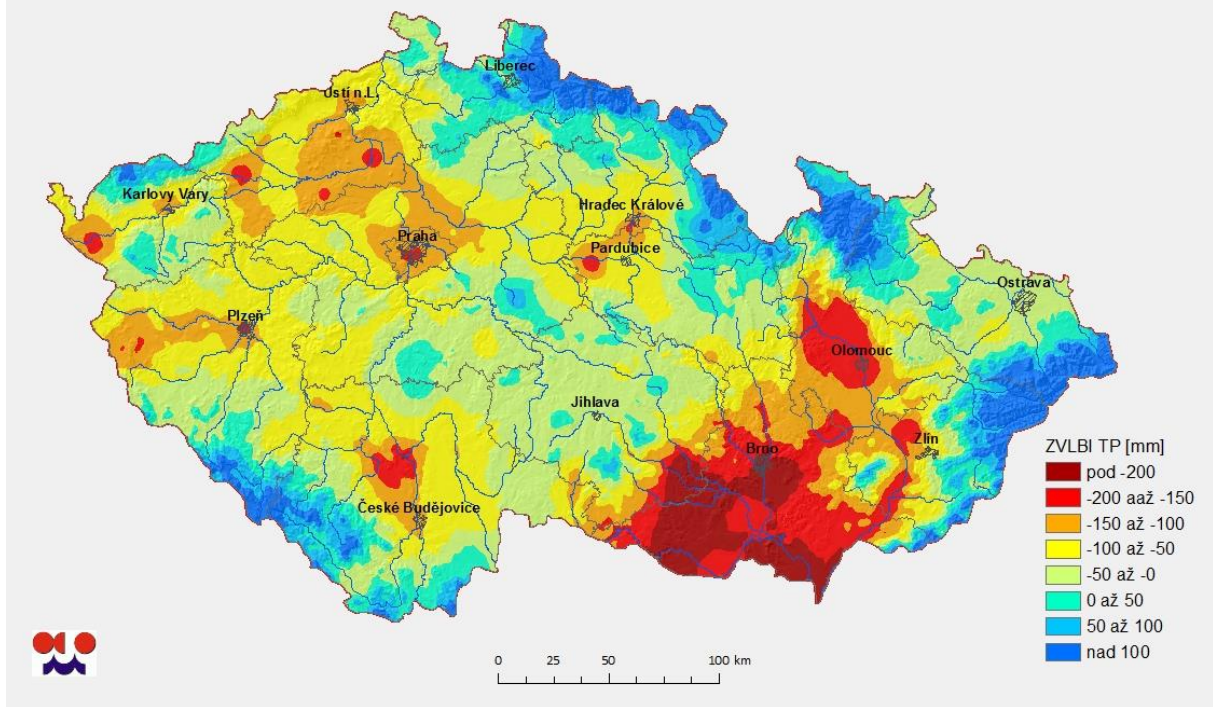 Liberec
Ústí n.L.
Karlovy Vary
Hradec Králové
Praha
Pardubice
Ostrava
Plzeň
Olomouc
Jihlava
Zlín
Brno
České Budějovice
ZVLBI TP [mm]
pod -200
-200 aaž -150
-150 až -100
-100 až -50
-50 až -0
0 až 50
50 až 100
nad 100
0 25 50 100 km